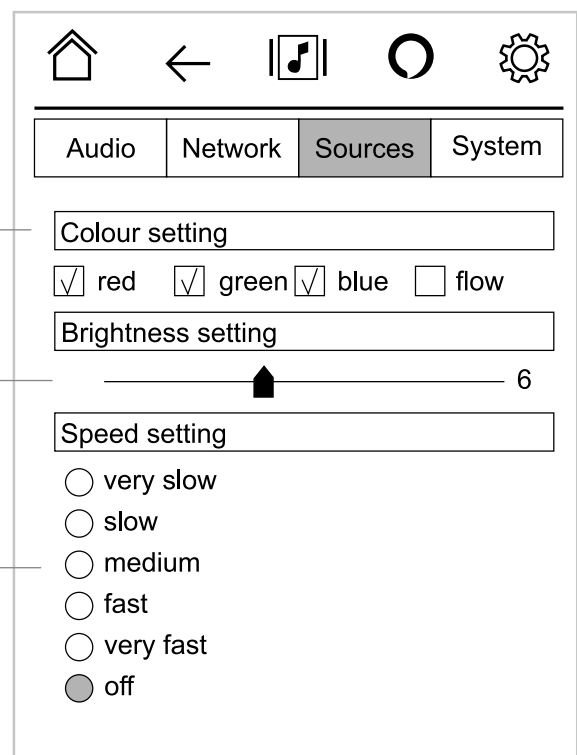 Audio Network Sources System
Colour setting
red green blue flow
Brightness setting
6
Speed setting
very slow
slow
medium
fast
very fast
off